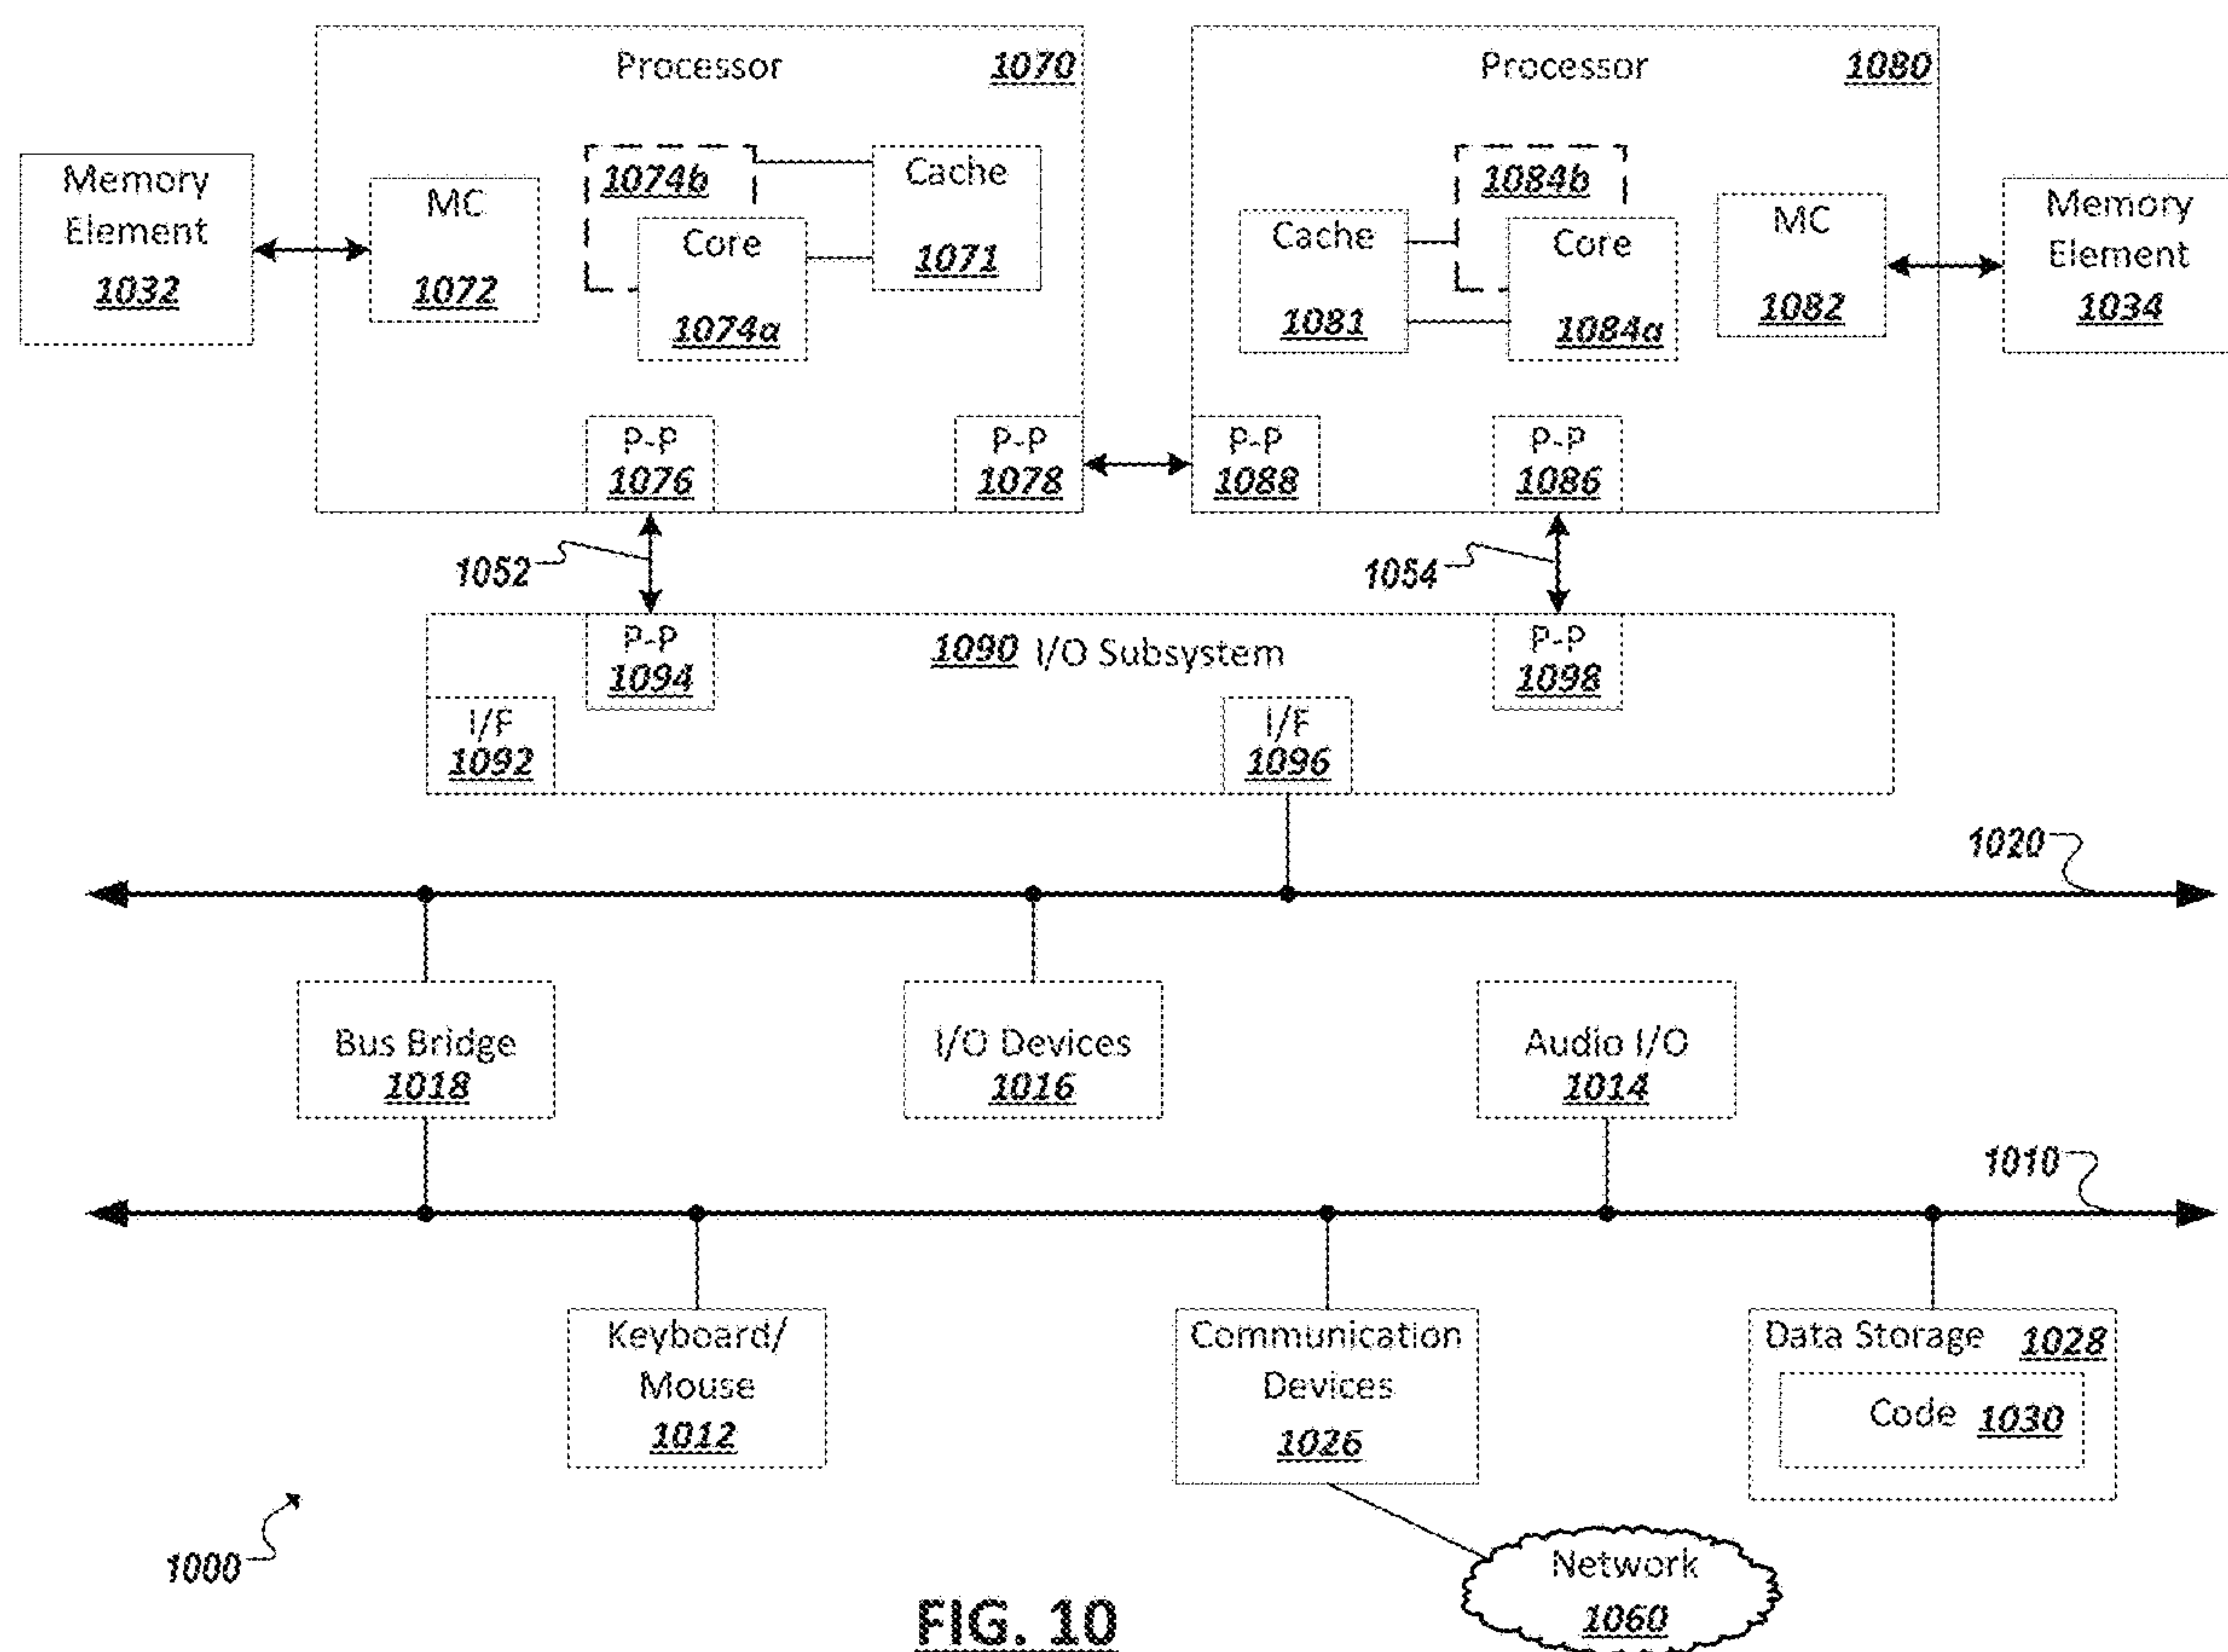 Processor 1070
Processor 1080
Memory
Element
1032
MC
1072
1074b
Core
1074a
Cache
1071
Cache
1081
1084b
Core
1084a
MC
1082
Memory
Element
1034
P-P
1076
P-P
1078
P-P
1088
P-P
1086
1052
1054
P-P
1094
1090 I/O Subsystem
P-P
1098
I/F
1092
I/F
1096
1020
Bus Bridge
1018
I/O Devices
1016
Audio I/O
1014
1010
Keyboard/
Mouse
1012
Communication
Devices
1026
Data Storage 1028
Code 1030
1000
Network
1060
FIG. 10